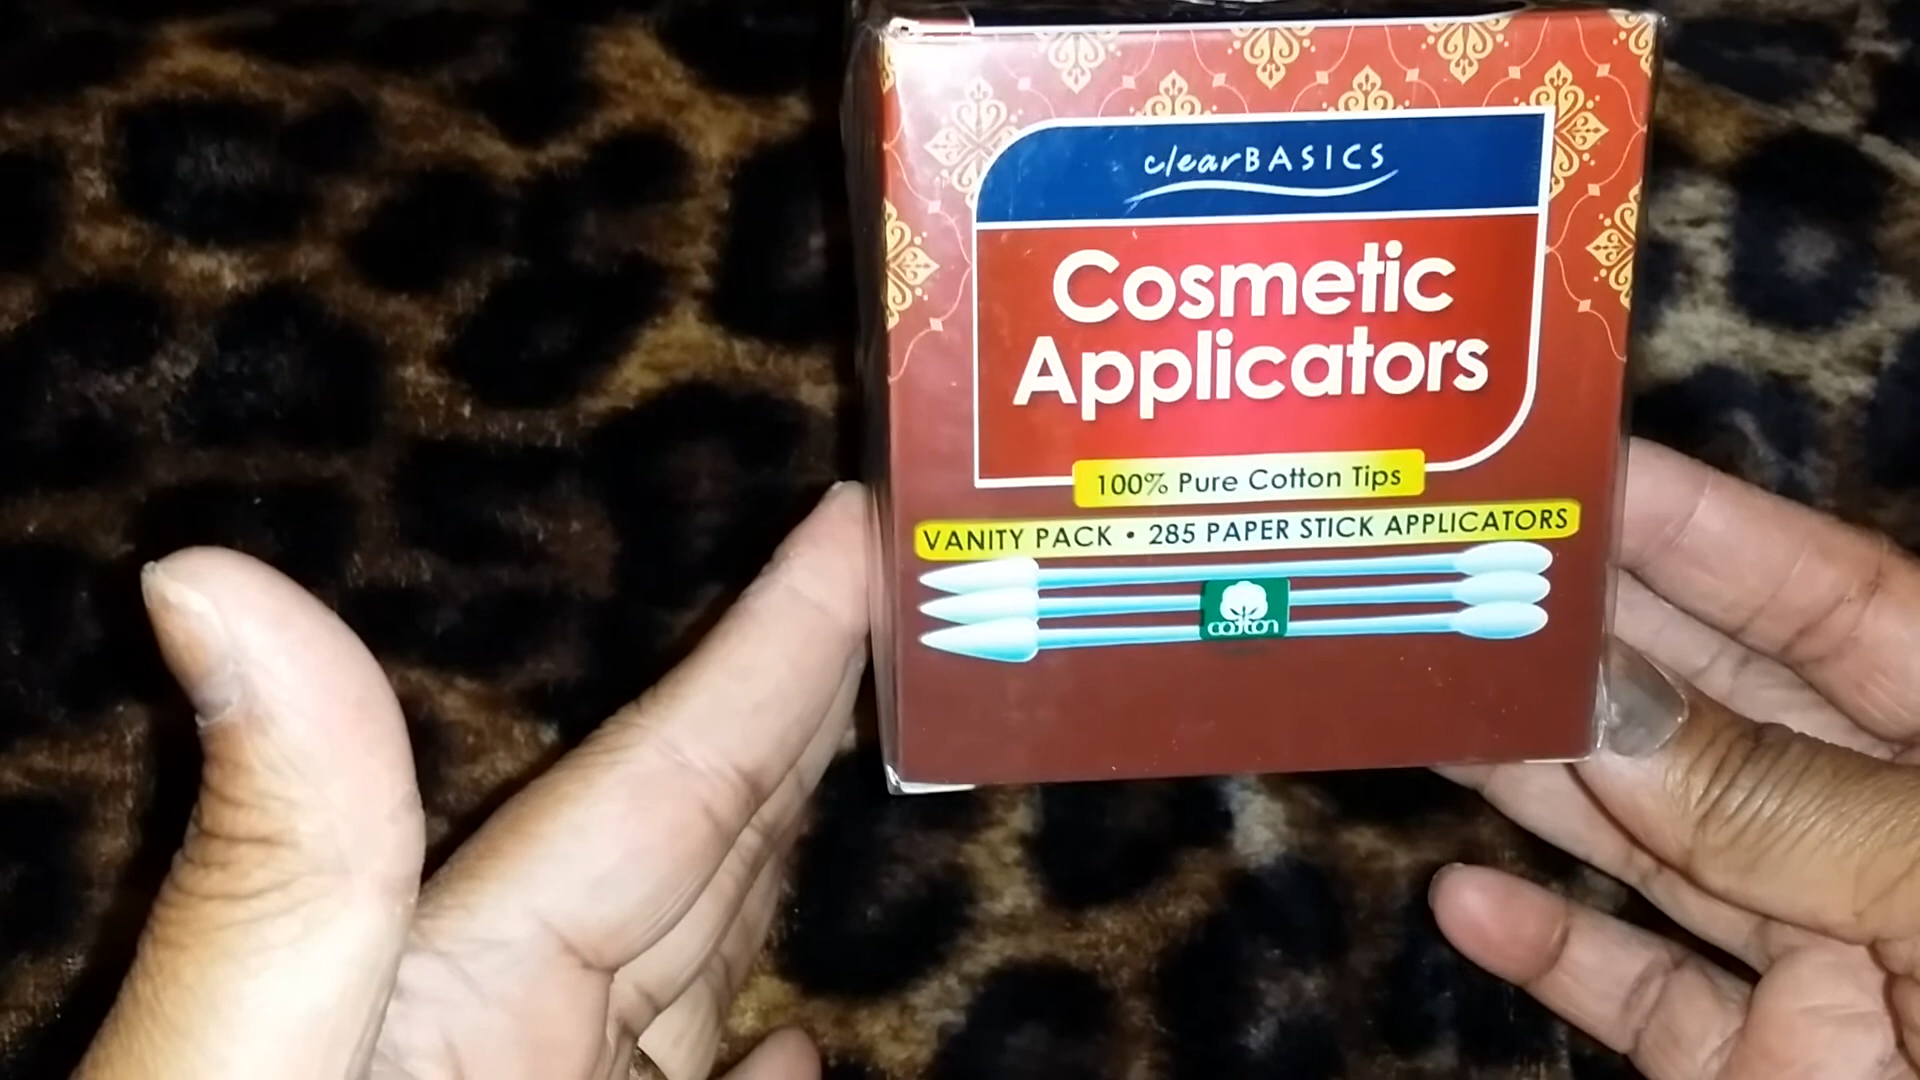 clearBASICS
Cosmetic
Applicators
100% Pure Cotton Tips
VANITY PACK • 285 PAPER STICK APPLICATORS
cotton